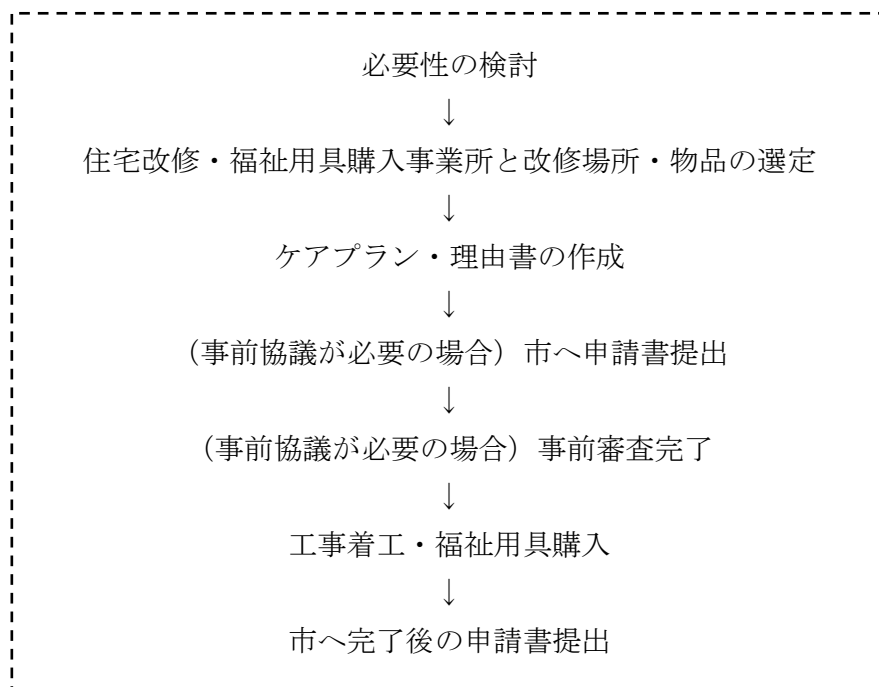 必要性の検討
↓
住宅改修・福祉用具購入事業所と改修場所・物品の選定
↓
ケアプラン・理由書の作成
↓
（事前協議が必要の場合）市へ申請書提出
↓
（事前協議が必要の場合）事前審査完了
↓
工事着工・福祉用具購入
↓
市へ完了後の申請書提出